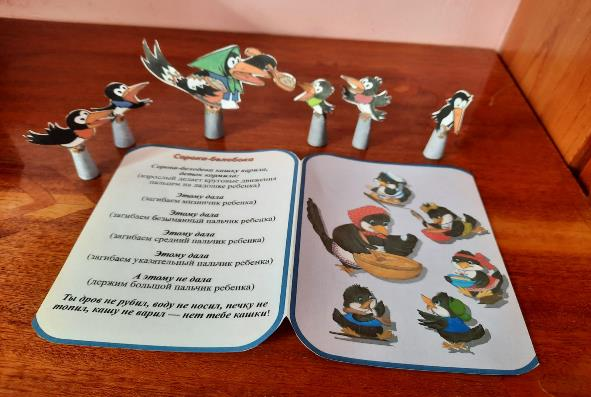 Сорока-белобока
Сорока-белобока кашку варила,
деток кормила:
(взрослый делает круговые движения
пальцем на ладошке ребенка)
Этому дала
(загибаем мизинчик ребенка)
Этому дала
(загибаем безымянный пальчик ребенка)
Этому дала
(загибаем средний пальчик ребенка)
Этому дала
(загибаем указательный пальчик ребенка)
А этому не дала
(держим большой пальчик ребенка)
Ты дров не рубил, воду не носил, печку не
топил, кашу не варил — нет тебе кашки!